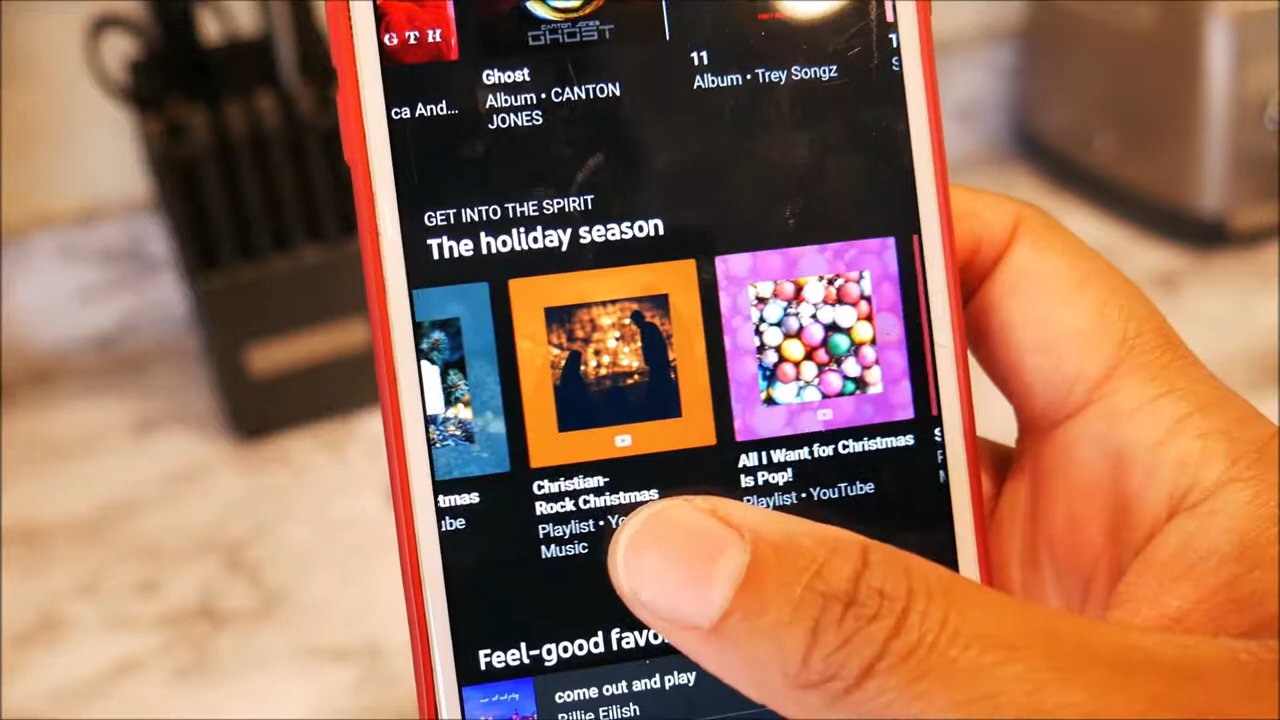 GTH
CANTON JONES
GHOST
ca And...
Ghost
Album • CANTON
JONES
11
Album • Trey Songz
GET INTO THE SPIRIT
The holiday season
tmas
ube
Christian-
Rock Christmas
Playlist • Yo
Music
All I Want for Christmas
Is Pop!
Playlist • YouTube
Feel-good favo
come out and play
Billie Eilish